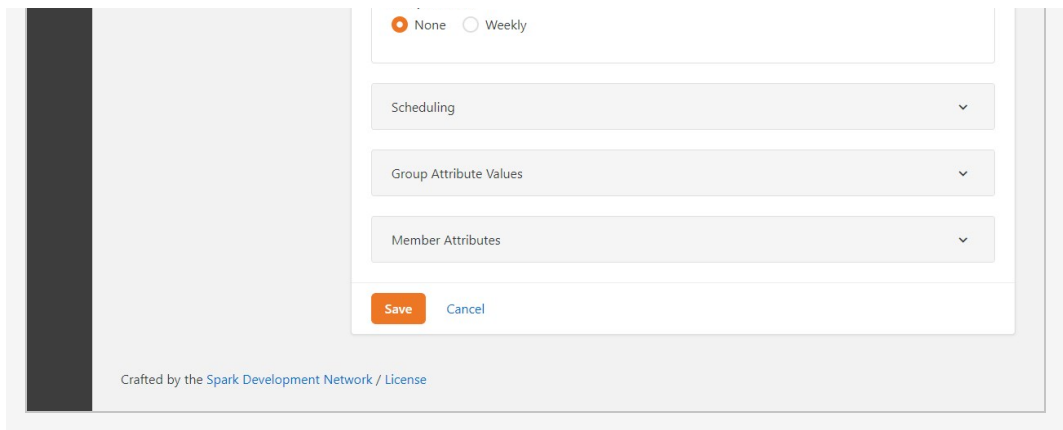 None Weekly
Scheduling
Group Attribute Values
Member Attributes
Save Cancel
Crafted by the Spark Development Network / License